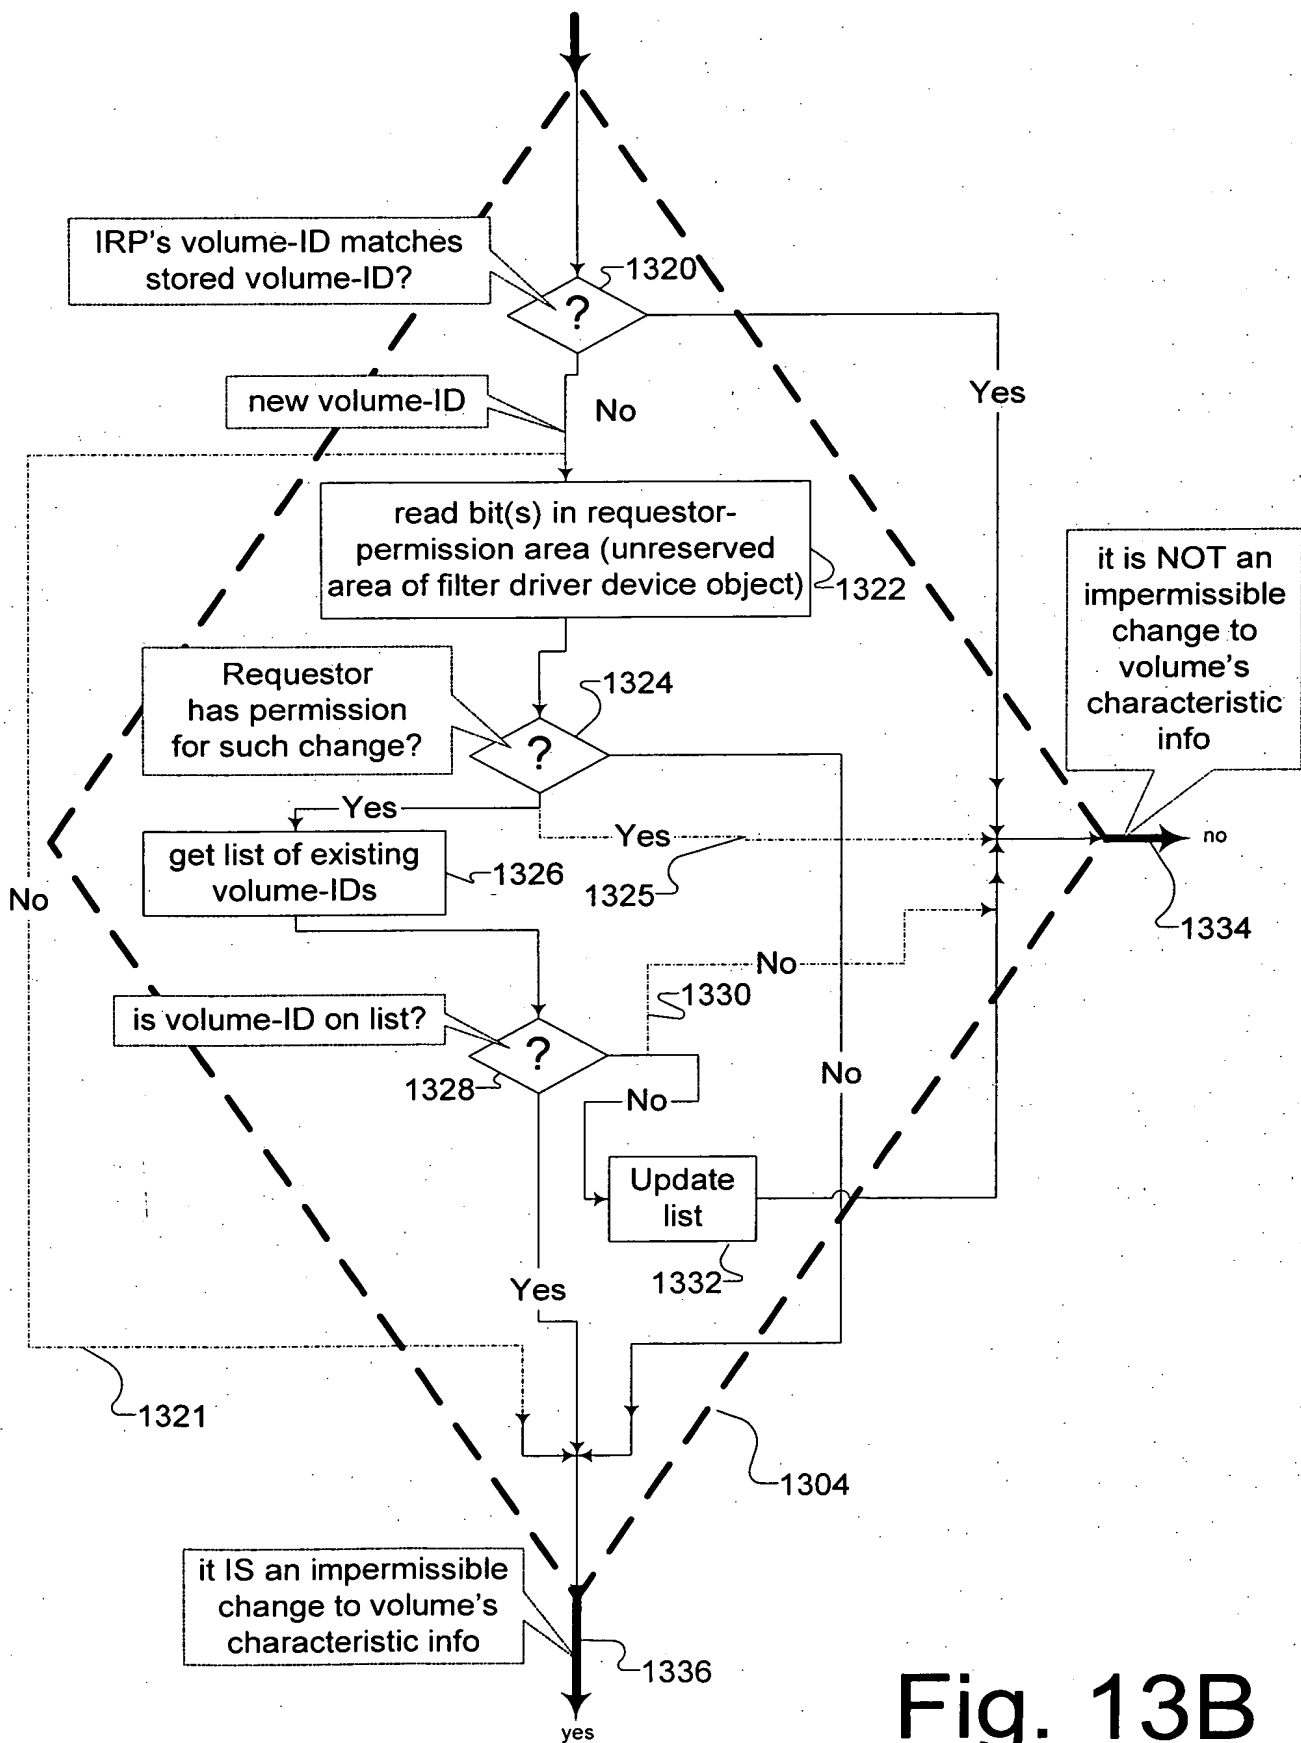 IRP's volume-ID matches
stored volume-ID?
1320
?
Yes
new volume-ID
No
read bit(s) in requestor-
permission area (unreserved
area of filter driver device object)
1322
it is NOT an
impermissible
change to
volume's
characteristic
info
Requestor
has permission
for such change?
1324
?
Yes
Yes
no
get list of existing
volume-IDs
1326
1325
No
1334
No
1330
is volume-ID on list?
?
1328
No
No
Update
list
1332
Yes
1321
1304
it IS an impermissible
change to volume's
characteristic info
1336
yes
Fig. 13B